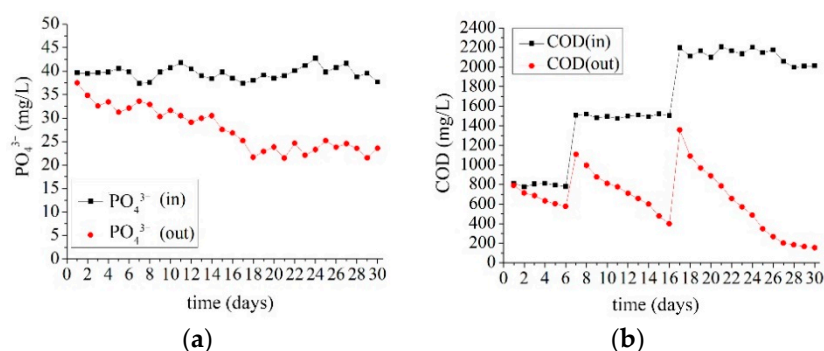 50
45
40
35
30
25
20
15
10
5
0
PO₄³⁻ (mg/L)
PO₄³⁻ (in)
PO₄³⁻ (out)
0 2 4 6 8 10 12 14 16 18 20 22 24 26 28 30
time (days)
(a)
2400
2200
2000
1800
1600
1400
1200
1000
800
600
400
200
0
COD (mg/L)
COD(in)
COD(out)
0 2 4 6 8 10 12 14 16 18 20 22 24 26 28 30
time (days)
(b)